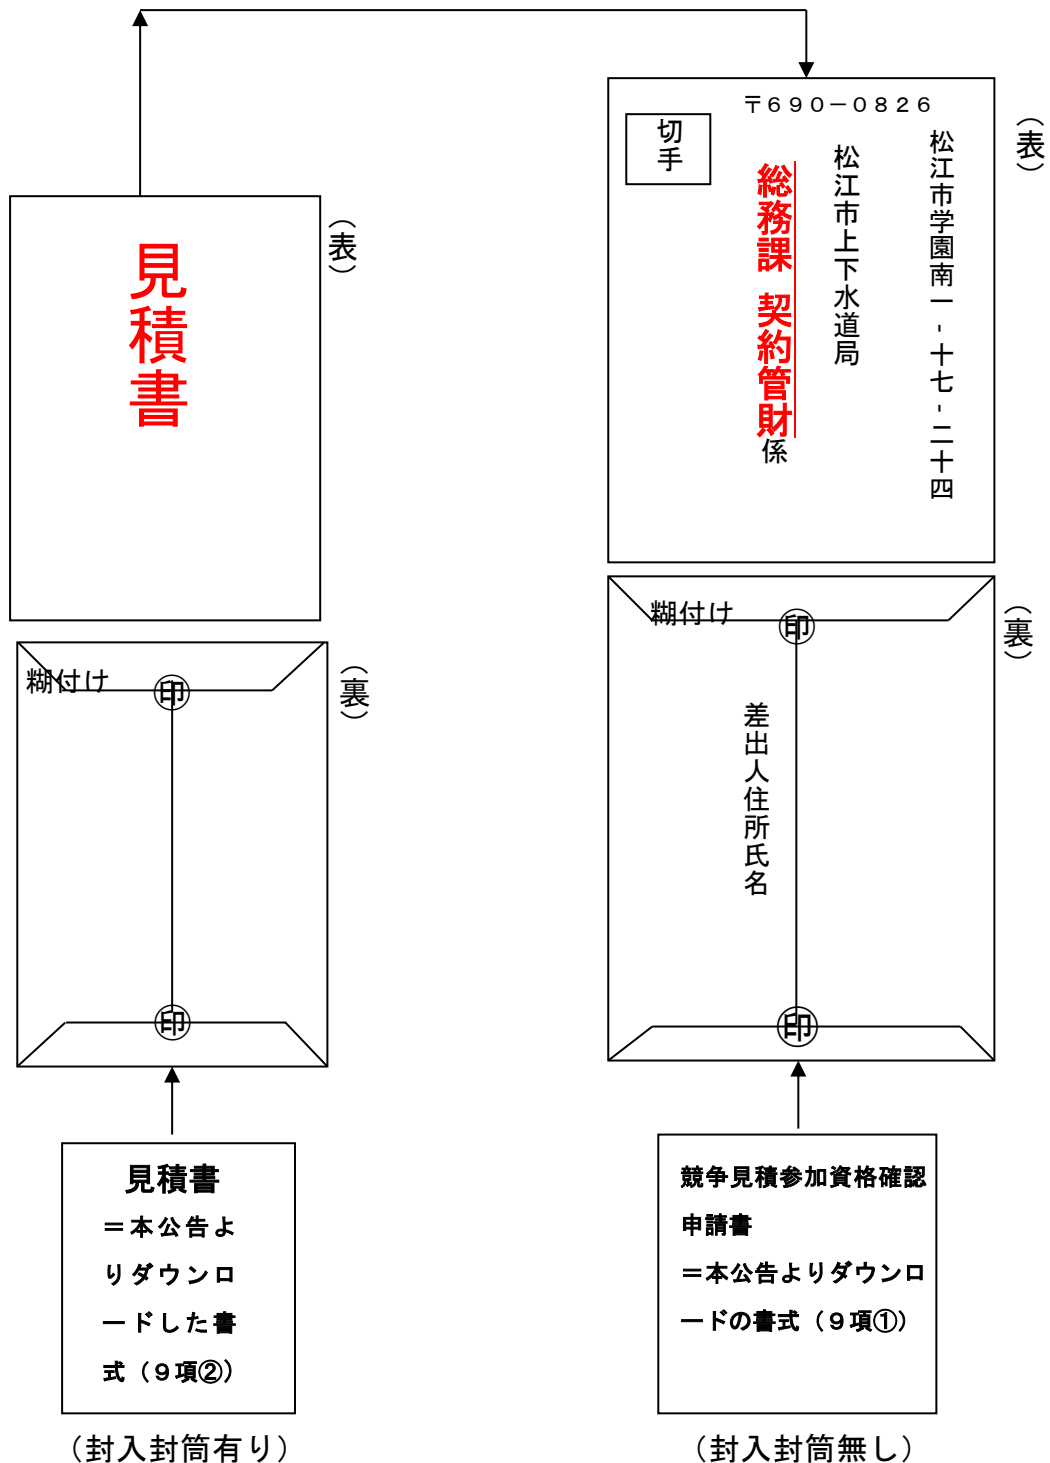 〒690－0826
松江市学園南一-十七-二十四
松江市上下水道局
総務課 契約管財係
切手
（表）
見積書
（表）
糊付け
印
印
（裏）
糊付け
印
差出人住所氏名
印
（裏）
見積書
＝本公告よ
りダウンロ
ードした書
式（９項②）
（封入封筒有り）
競争見積参加資格確認
申請書
＝本公告よりダウンロ
ードの書式（９項①）
（封入封筒無し）